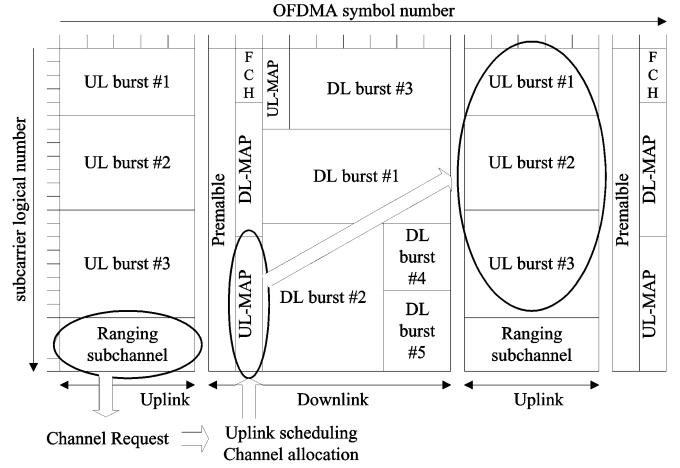 OFDMA symbol number
subcarrier logical number
UL burst #1
UL burst #2
UL burst #3
Ranging
subchannel
Premalble
F
C
H
DL-MAP
UL-MAP
UL-MAP
DL burst #3
DL burst #1
DL burst #2
DL
burst
#4
DL
burst
#5
UL burst #1
UL burst #2
UL burst #3
Ranging
subchannel
Premalble
F
C
H
DL-MAP
UL-MAP
Uplink
Downlink
Uplink
Channel Request
Uplink scheduling
Channel allocation